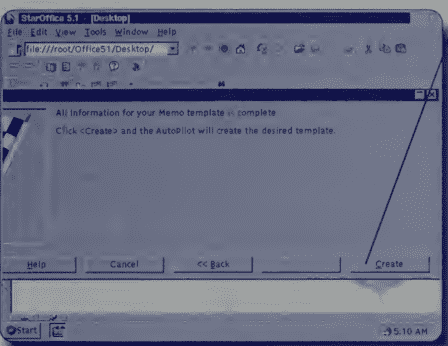 StarOffice 5.1 - [Desktop]
File Edit View Tools Window Help
file:///root/Office51/Desktop/
All information for your Memo template is complete
Click <Create> and the AutoPilot will create the desired template.
Help Cancel << Back Create
Start 5:10 AM